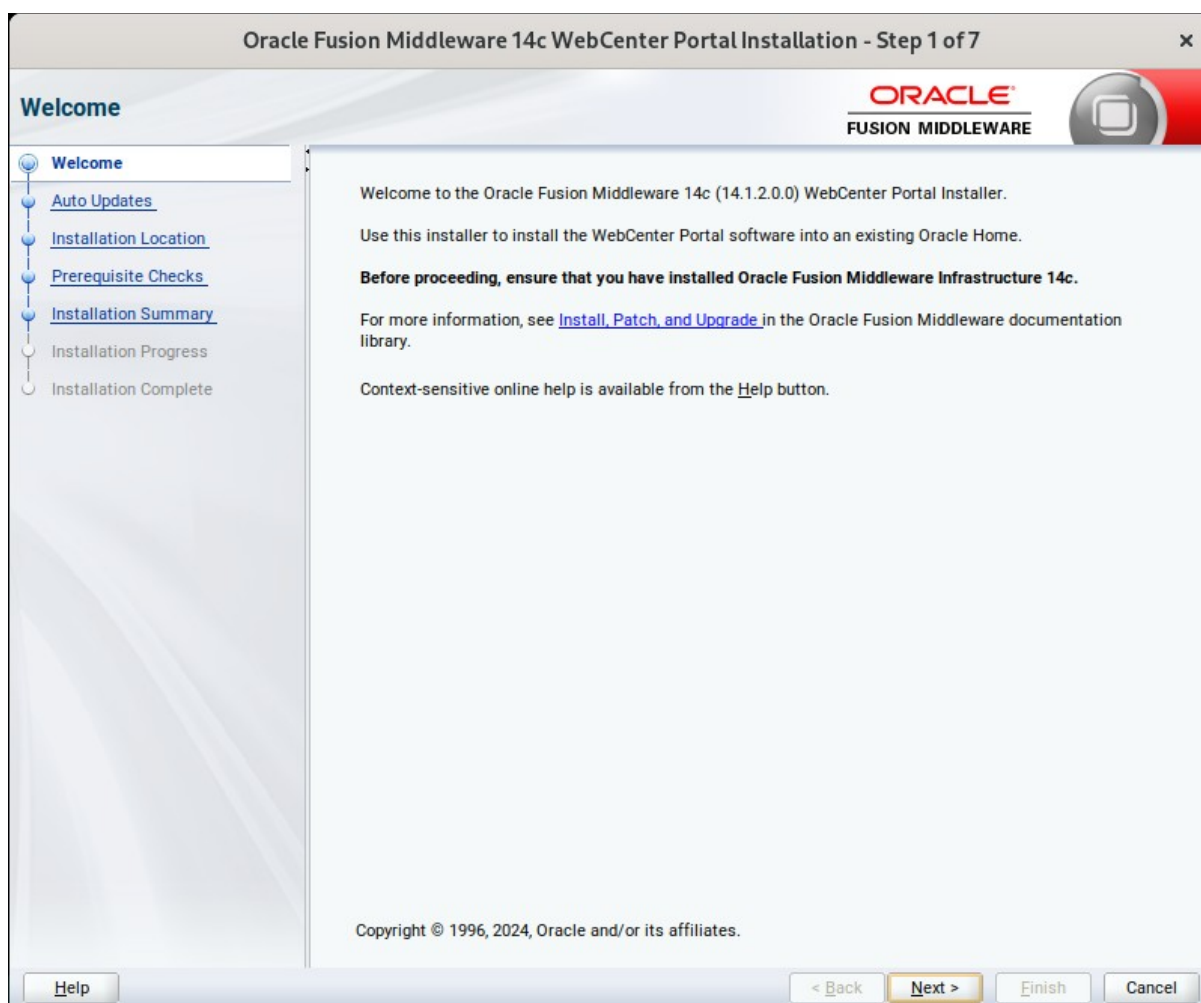 Oracle Fusion Middleware 14c WebCenter Portal Installation - Step 1 of 7
×
Welcome
ORACLE
FUSION MIDDLEWARE
Welcome
Auto Updates
Installation Location
Prerequisite Checks
Installation Summary
Installation Progress
Installation Complete
Welcome to the Oracle Fusion Middleware 14c (14.1.2.0.0) WebCenter Portal Installer.
Use this installer to install the WebCenter Portal software into an existing Oracle Home.
Before proceeding, ensure that you have installed Oracle Fusion Middleware Infrastructure 14c.
For more information, see Install, Patch, and Upgrade in the Oracle Fusion Middleware documentation
library.
Context-sensitive online help is available from the Help button.
Copyright © 1996, 2024, Oracle and/or its affiliates.
Help
< Back
Next >
Finish
Cancel